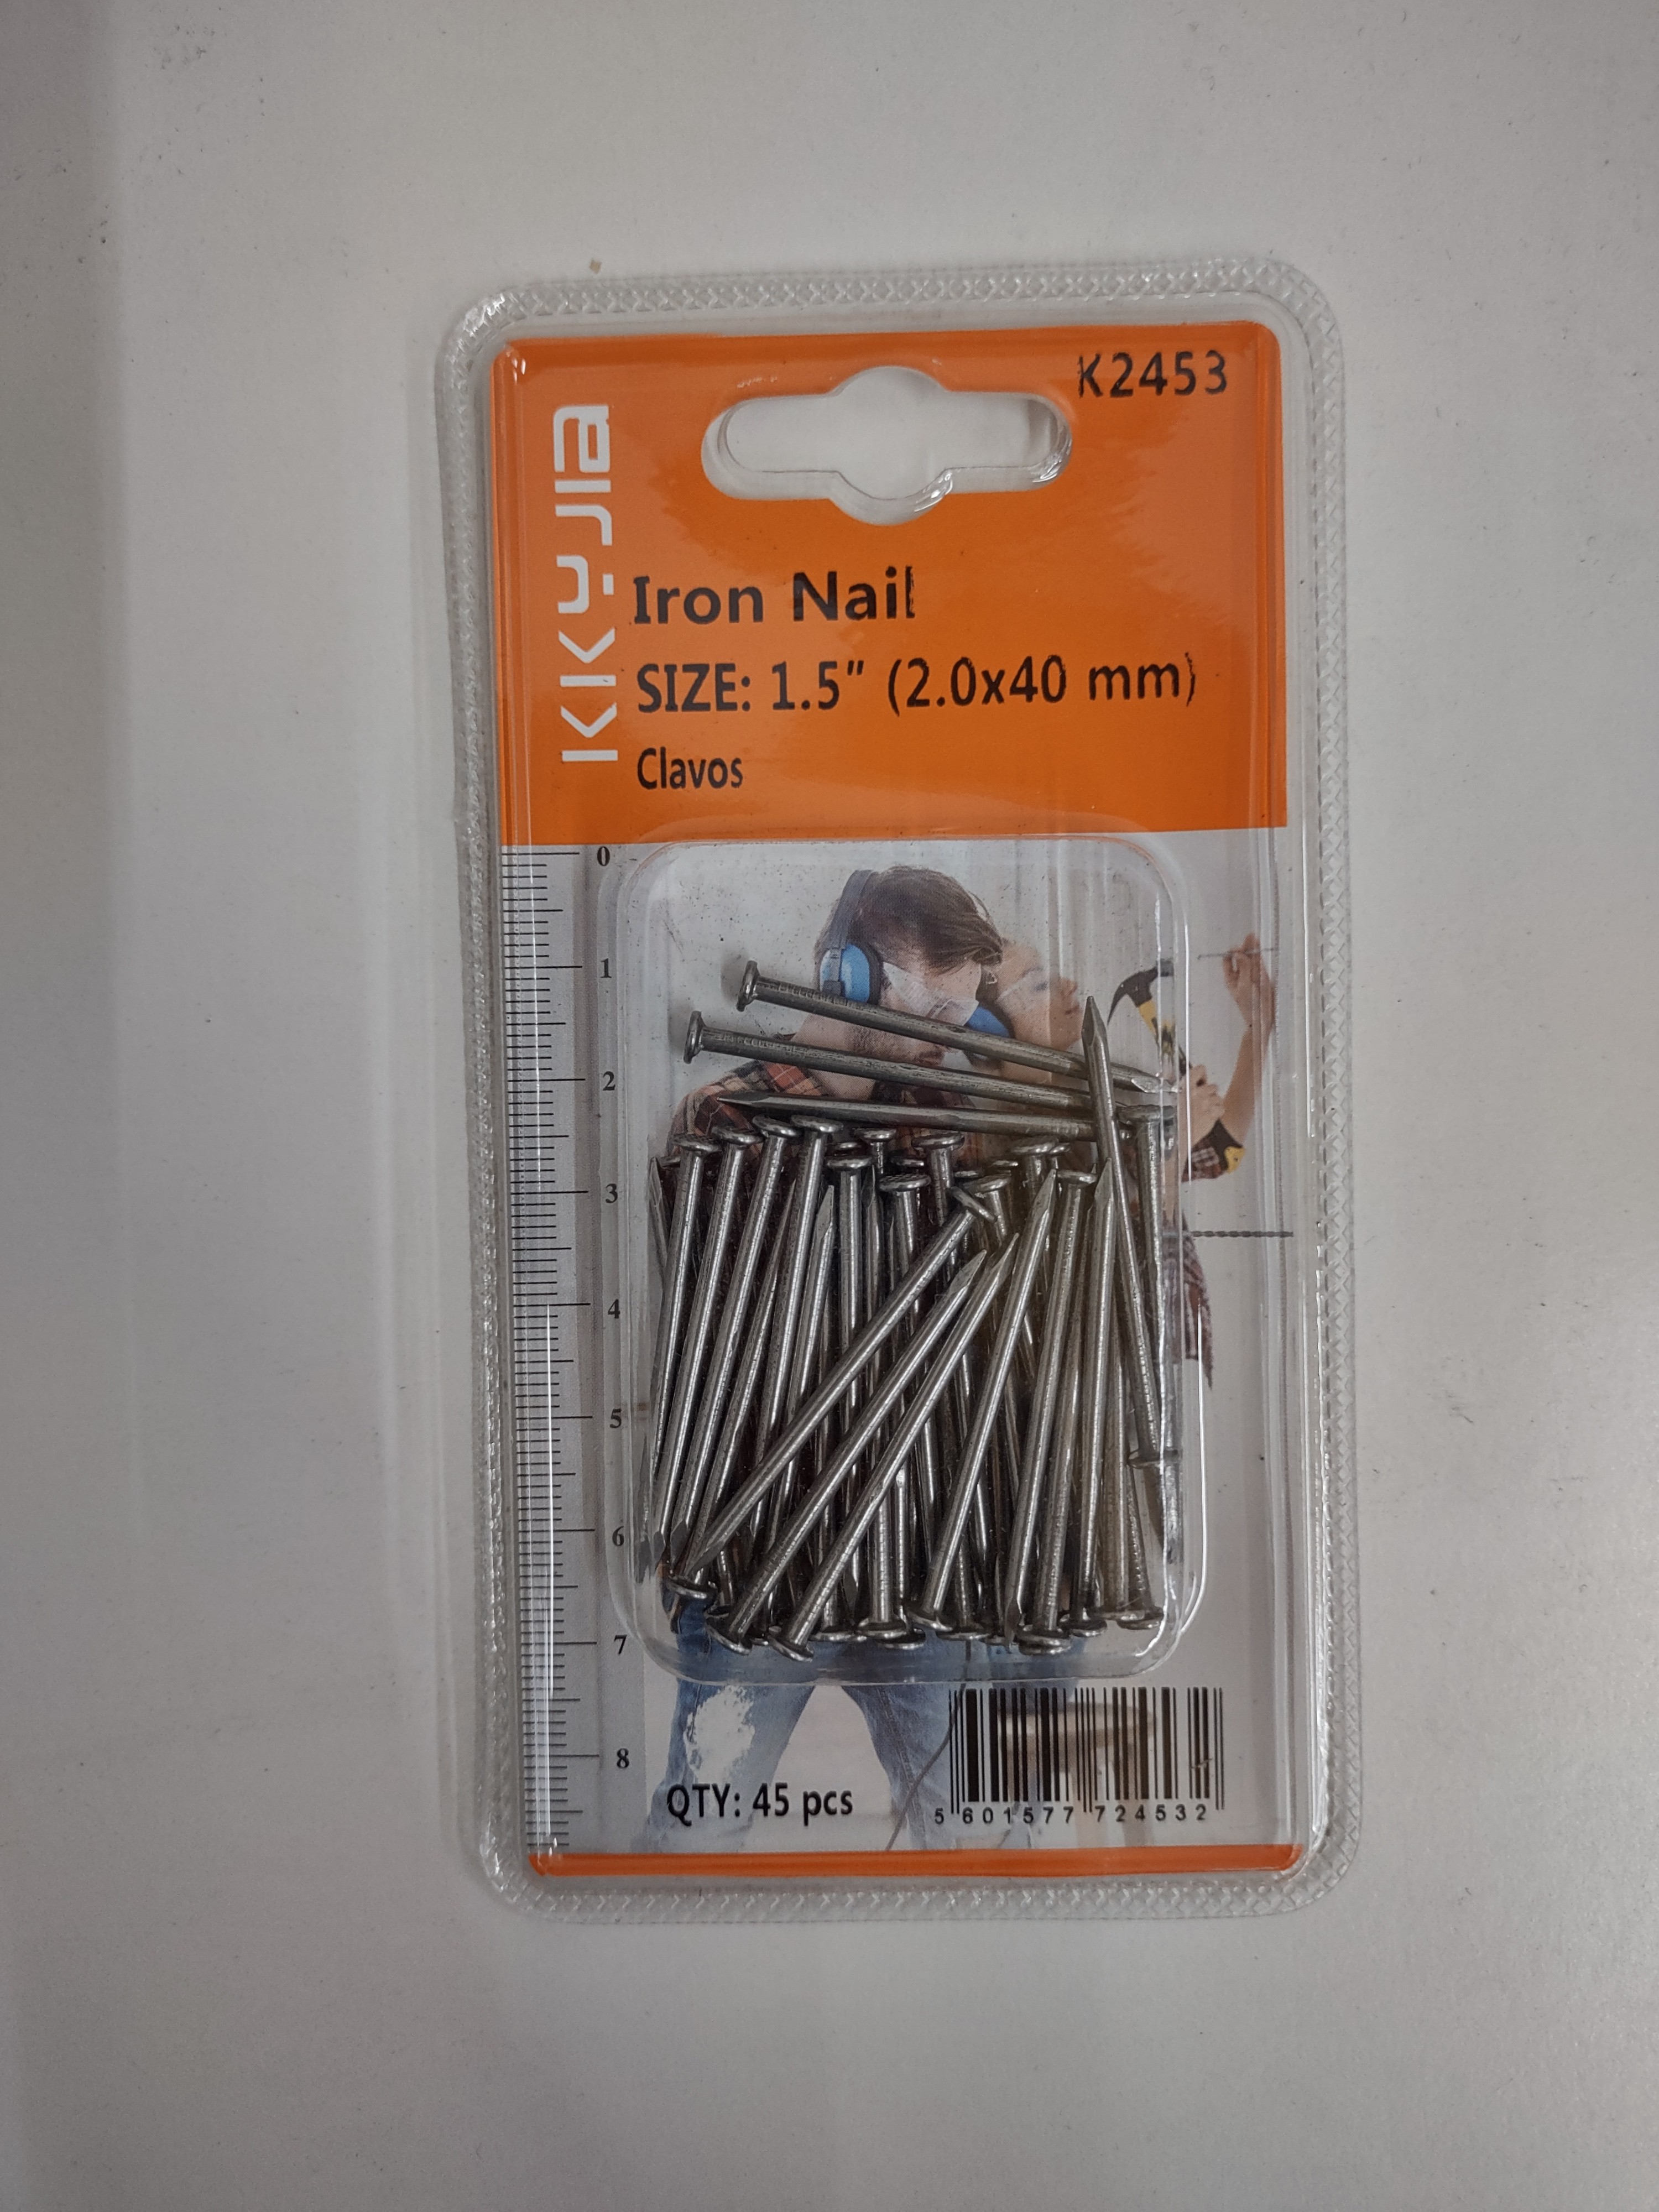 K2453
KIKYJIA
Iron Nail
SIZE: 1.5" (2.0x40 mm)
Clavos
0
1
2
3
4
5
6
7
8
QTY: 45 pcs
5 601577 724532